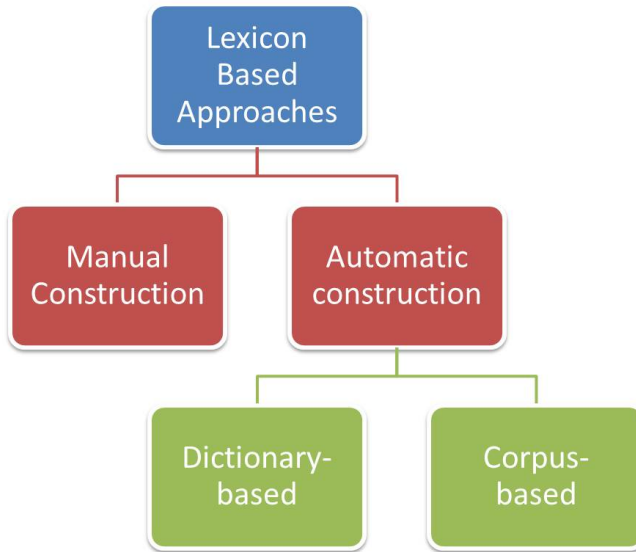 Lexicon
Based
Approaches
Manual
Construction
Automatic
construction
Dictionary-
based
Corpus-
based